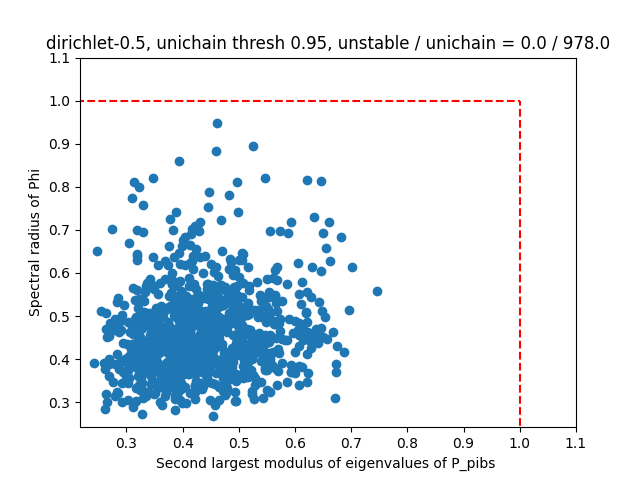 dirichlet-0.5, unichain thresh 0.95, unstable / unichain = 0.0 / 978.0
1.1
1.0
0.9
0.8
0.7
0.6
0.5
0.4
0.3
Spectral radius of Phi
0.3 0.4 0.5 0.6 0.7 0.8 0.9 1.0 1.1
Second largest modulus of eigenvalues of P_pibs